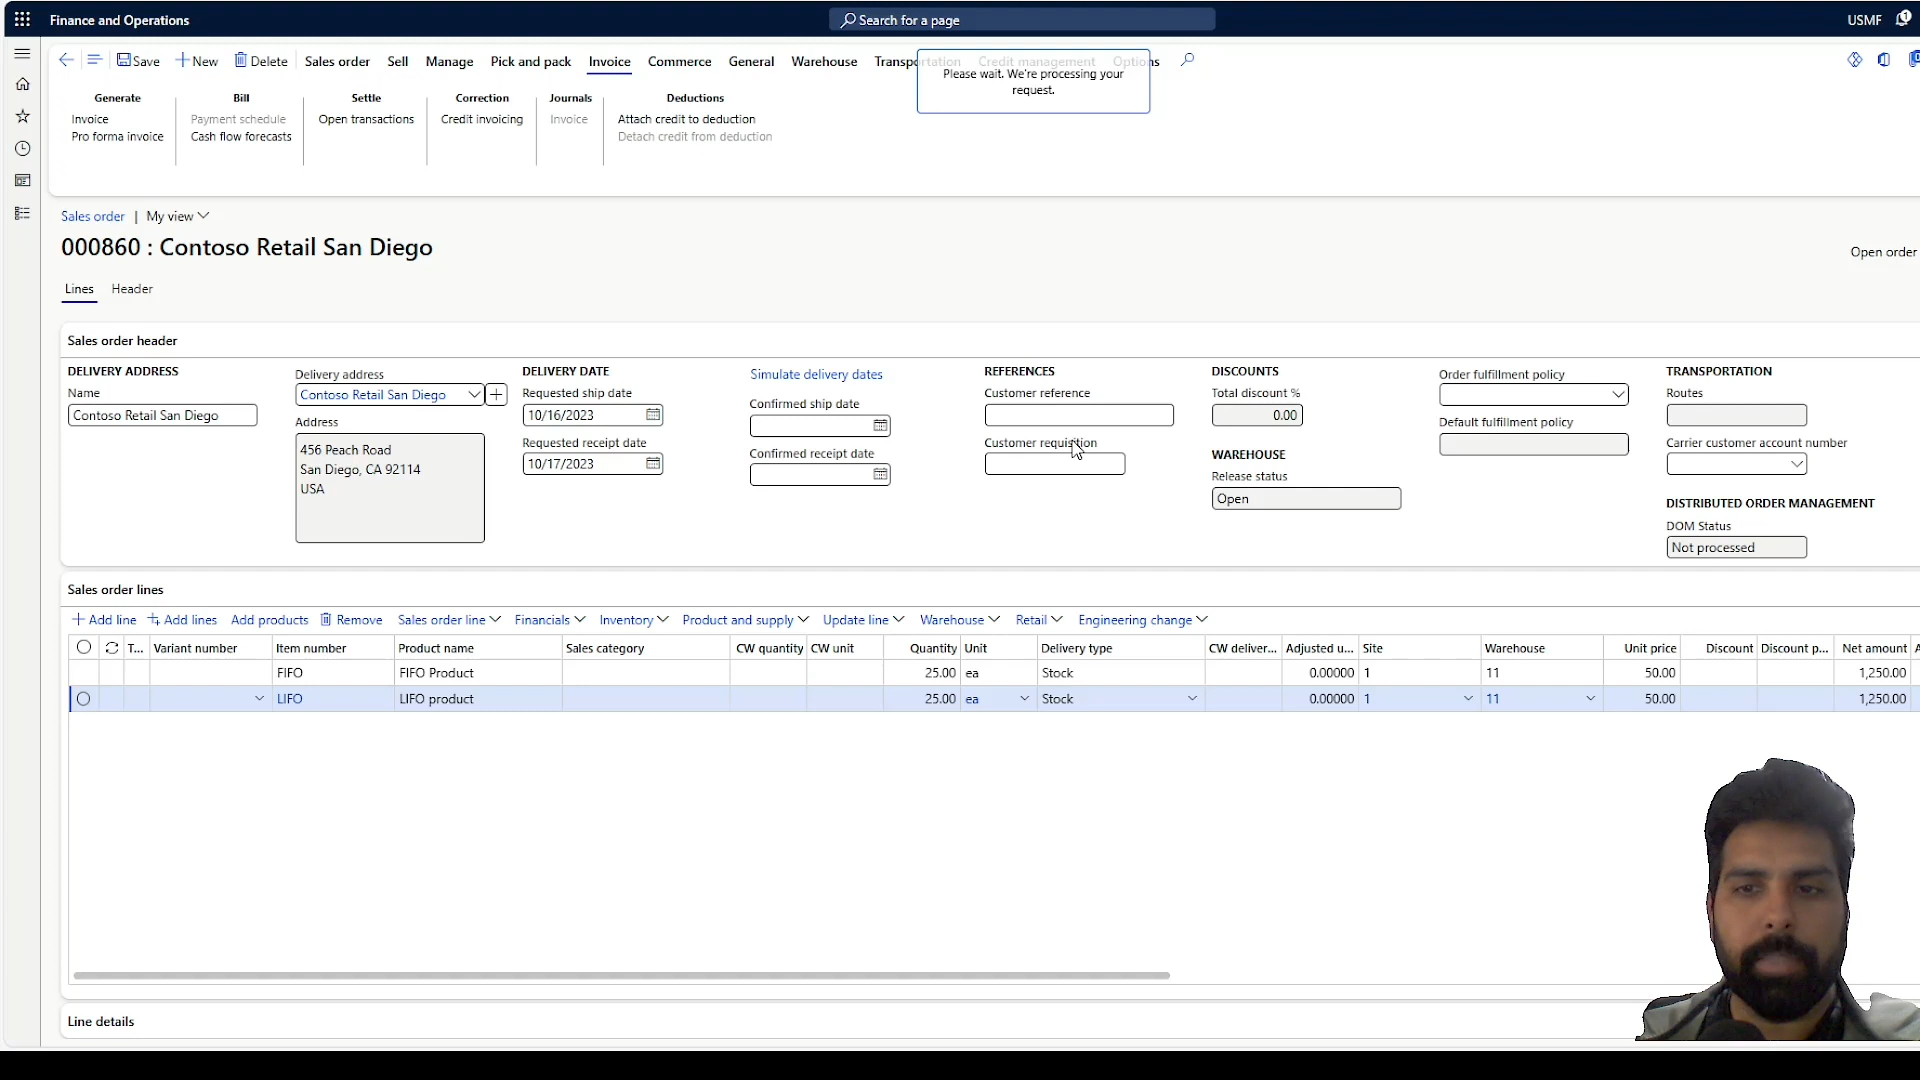 Finance and Operations
Search for a page
USMF
1
Save
New
Delete
Sales order
Sell
Manage
Pick and pack
Invoice
Commerce
General
Warehouse
Transportation
Credit management
Options
Please wait. We're processing your
request.
Generate
Invoice
Pro forma invoice
Bill
Payment schedule
Cash flow forecasts
Settle
Open transactions
Correction
Credit invoicing
Journals
Invoice
Deductions
Attach credit to deduction
Detach credit from deduction
Sales order | My view
000860 : Contoso Retail San Diego
Open order
Lines
Header
Sales order header
DELIVERY ADDRESS
Name
Contoso Retail San Diego
Delivery address
Contoso Retail San Diego
Address
456 Peach Road
San Diego, CA 92114
USA
DELIVERY DATE
Requested ship date
10/16/2023
Requested receipt date
10/17/2023
Simulate delivery dates
Confirmed ship date
Confirmed receipt date
REFERENCES
Customer reference
Customer requisition
DISCOUNTS
Total discount %
0.00
WAREHOUSE
Release status
Open
Order fulfillment policy
Default fulfillment policy
TRANSPORTATION
Routes
Carrier customer account number
DISTRIBUTED ORDER MANAGEMENT
DOM Status
Not processed
Sales order lines
Add line
Add lines
Add products
Remove
Sales order line
Financials
Inventory
Product and supply
Update line
Warehouse
Retail
Engineering change
T... Variant number Item number Product name Sales category CW quantity CW unit Quantity Unit Delivery type CW deliver... Adjusted u... Site Warehouse Unit price Discount Discount p... Net amount
FIFO FIFO Product 25.00 ea Stock 0.00000 1 11 50.00 1,250.00
LIFO LIFO product 25.00 ea Stock 0.00000 1 11 50.00 1,250.00
Line details